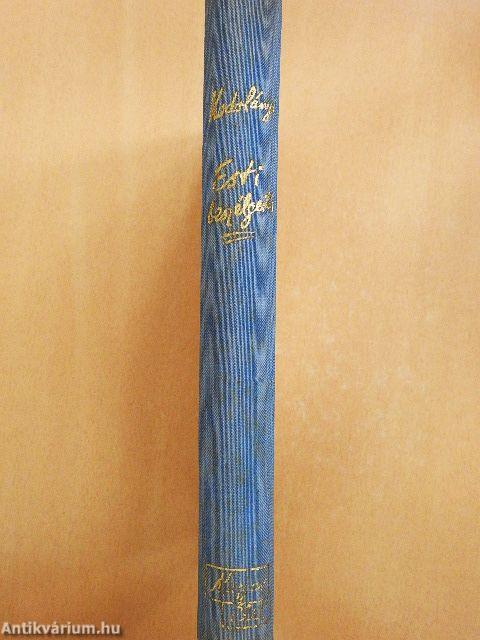 Kodolányi
Esti
beszélgetés
Antikvárium.hu